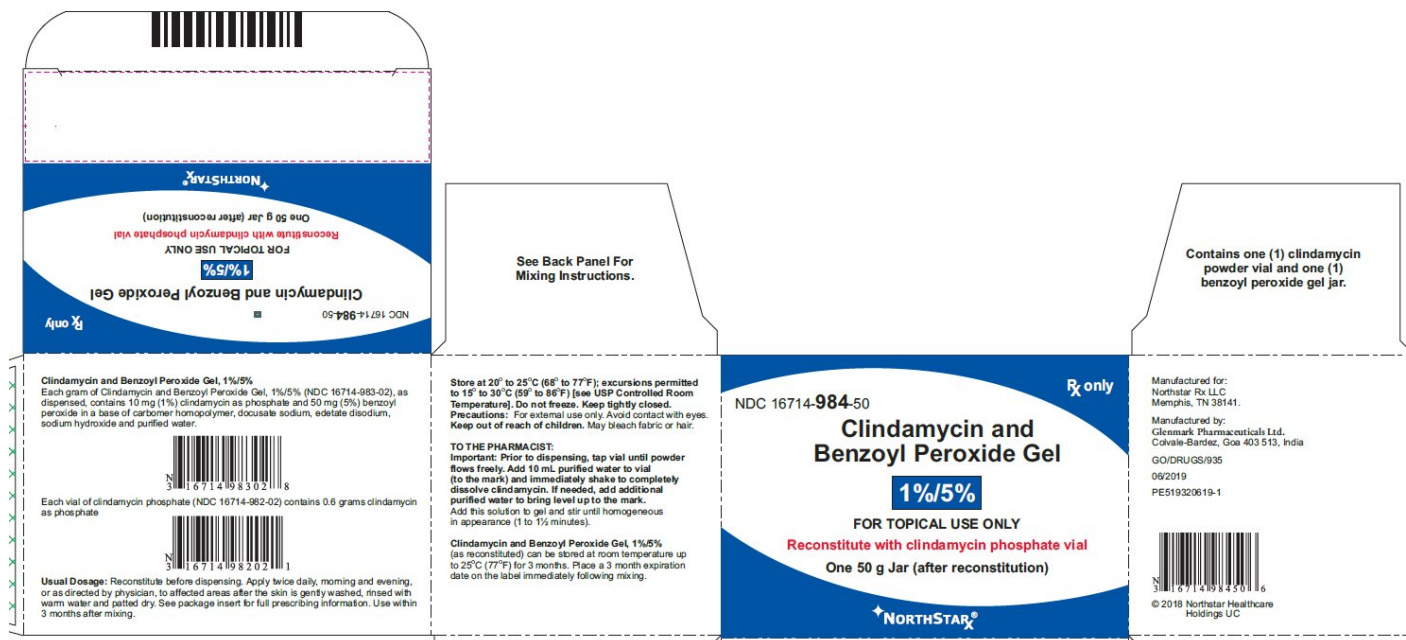 NORTHSTARx®
One 50 g Jar (after reconstitution)
Reconstitute with clindamycin phosphate vial
FOR TOPICAL USE ONLY
1%/5%
Clindamycin and Benzoyl Peroxide Gel
NDC 16714-984-50
Rx only
See Back Panel For
Mixing Instructions.
Contains one (1) clindamycin
powder vial and one (1)
benzoyl peroxide gel jar.
Clindamycin and Benzoyl Peroxide Gel, 1%/5%
Each gram of Clindamycin and Benzoyl Peroxide Gel, 1%/5% (NDC 16714-983-02), as
dispensed, contains 10 mg (1%) clindamycin as phosphate and 50 mg (5%) benzoyl
peroxide in a base of carbomer homopolymer, docusate sodium, edetate disodium,
sodium hydroxide and purified water.
N
3 16714 98302 8
Each vial of clindamycin phosphate (NDC 16714-982-02) contains 0.6 grams clindamycin
as phosphate
N
3 16714 98202 1
Usual Dosage: Reconstitute before dispensing. Apply twice daily, morning and evening,
or as directed by physician, to affected areas after the skin is gently washed, rinsed with
warm water and patted dry. See package insert for full prescribing information. Use within
3 months after mixing.
Store at 20° to 25°C (68° to 77°F); excursions permitted
to 15° to 30°C (59° to 86°F) [see USP Controlled Room
Temperature]. Do not freeze. Keep tightly closed.
Precautions: For external use only. Avoid contact with eyes.
Keep out of reach of children. May bleach fabric or hair.
TO THE PHARMACIST:
Important: Prior to dispensing, tap vial until powder
flows freely. Add 10 mL purified water to vial
(to the mark) and immediately shake to completely
dissolve clindamycin. If needed, add additional
purified water to bring level up to the mark.
Add this solution to gel and stir until homogeneous
in appearance (1 to 1½ minutes).
Clindamycin and Benzoyl Peroxide Gel, 1%/5%
(as reconstituted) can be stored at room temperature up
to 25°C (77°F) for 3 months. Place a 3 month expiration
date on the label immediately following mixing.
Rx only
NDC 16714-984-50
Clindamycin and
Benzoyl Peroxide Gel
1%/5%
FOR TOPICAL USE ONLY
Reconstitute with clindamycin phosphate vial
One 50 g Jar (after reconstitution)
NORTHSTARx®
Manufactured for:
Northstar Rx LLC
Memphis, TN 38141.
Manufactured by:
Glenmark Pharmaceuticals Ltd.
Colvale-Bardez, Goa 403 513, India
GO/DRUGS/935
06/2019
PE519320619-1
N
3 16714 98450 6
© 2018 Northstar Healthcare
Holdings UC